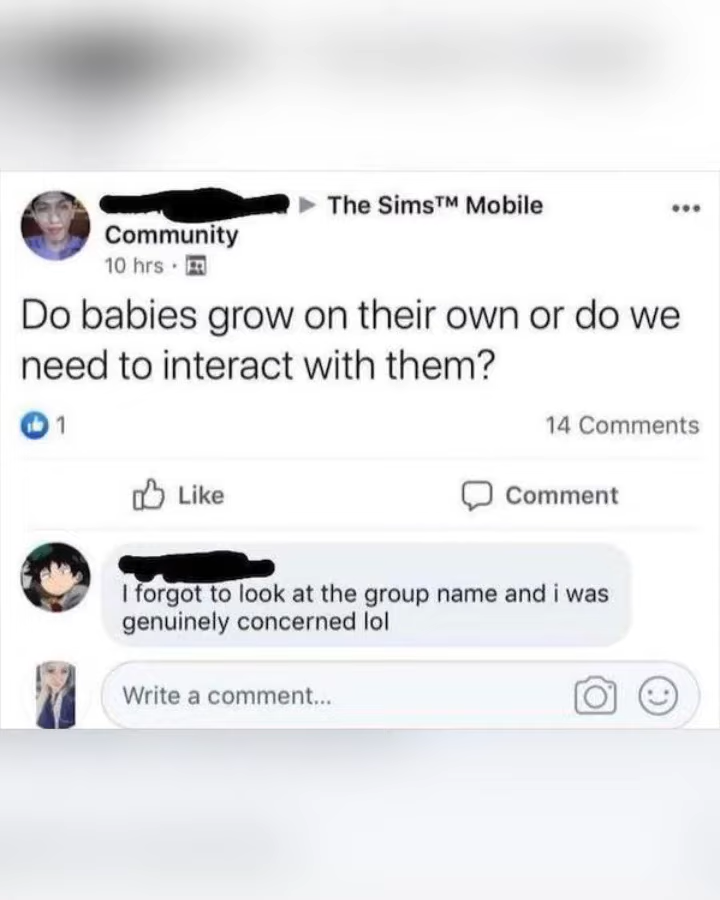 The Sims™ Mobile
Community
10 hrs ·
Do babies grow on their own or do we
need to interact with them?
1
14 Comments
Like
Comment
I forgot to look at the group name and i was
genuinely concerned lol
Write a comment...